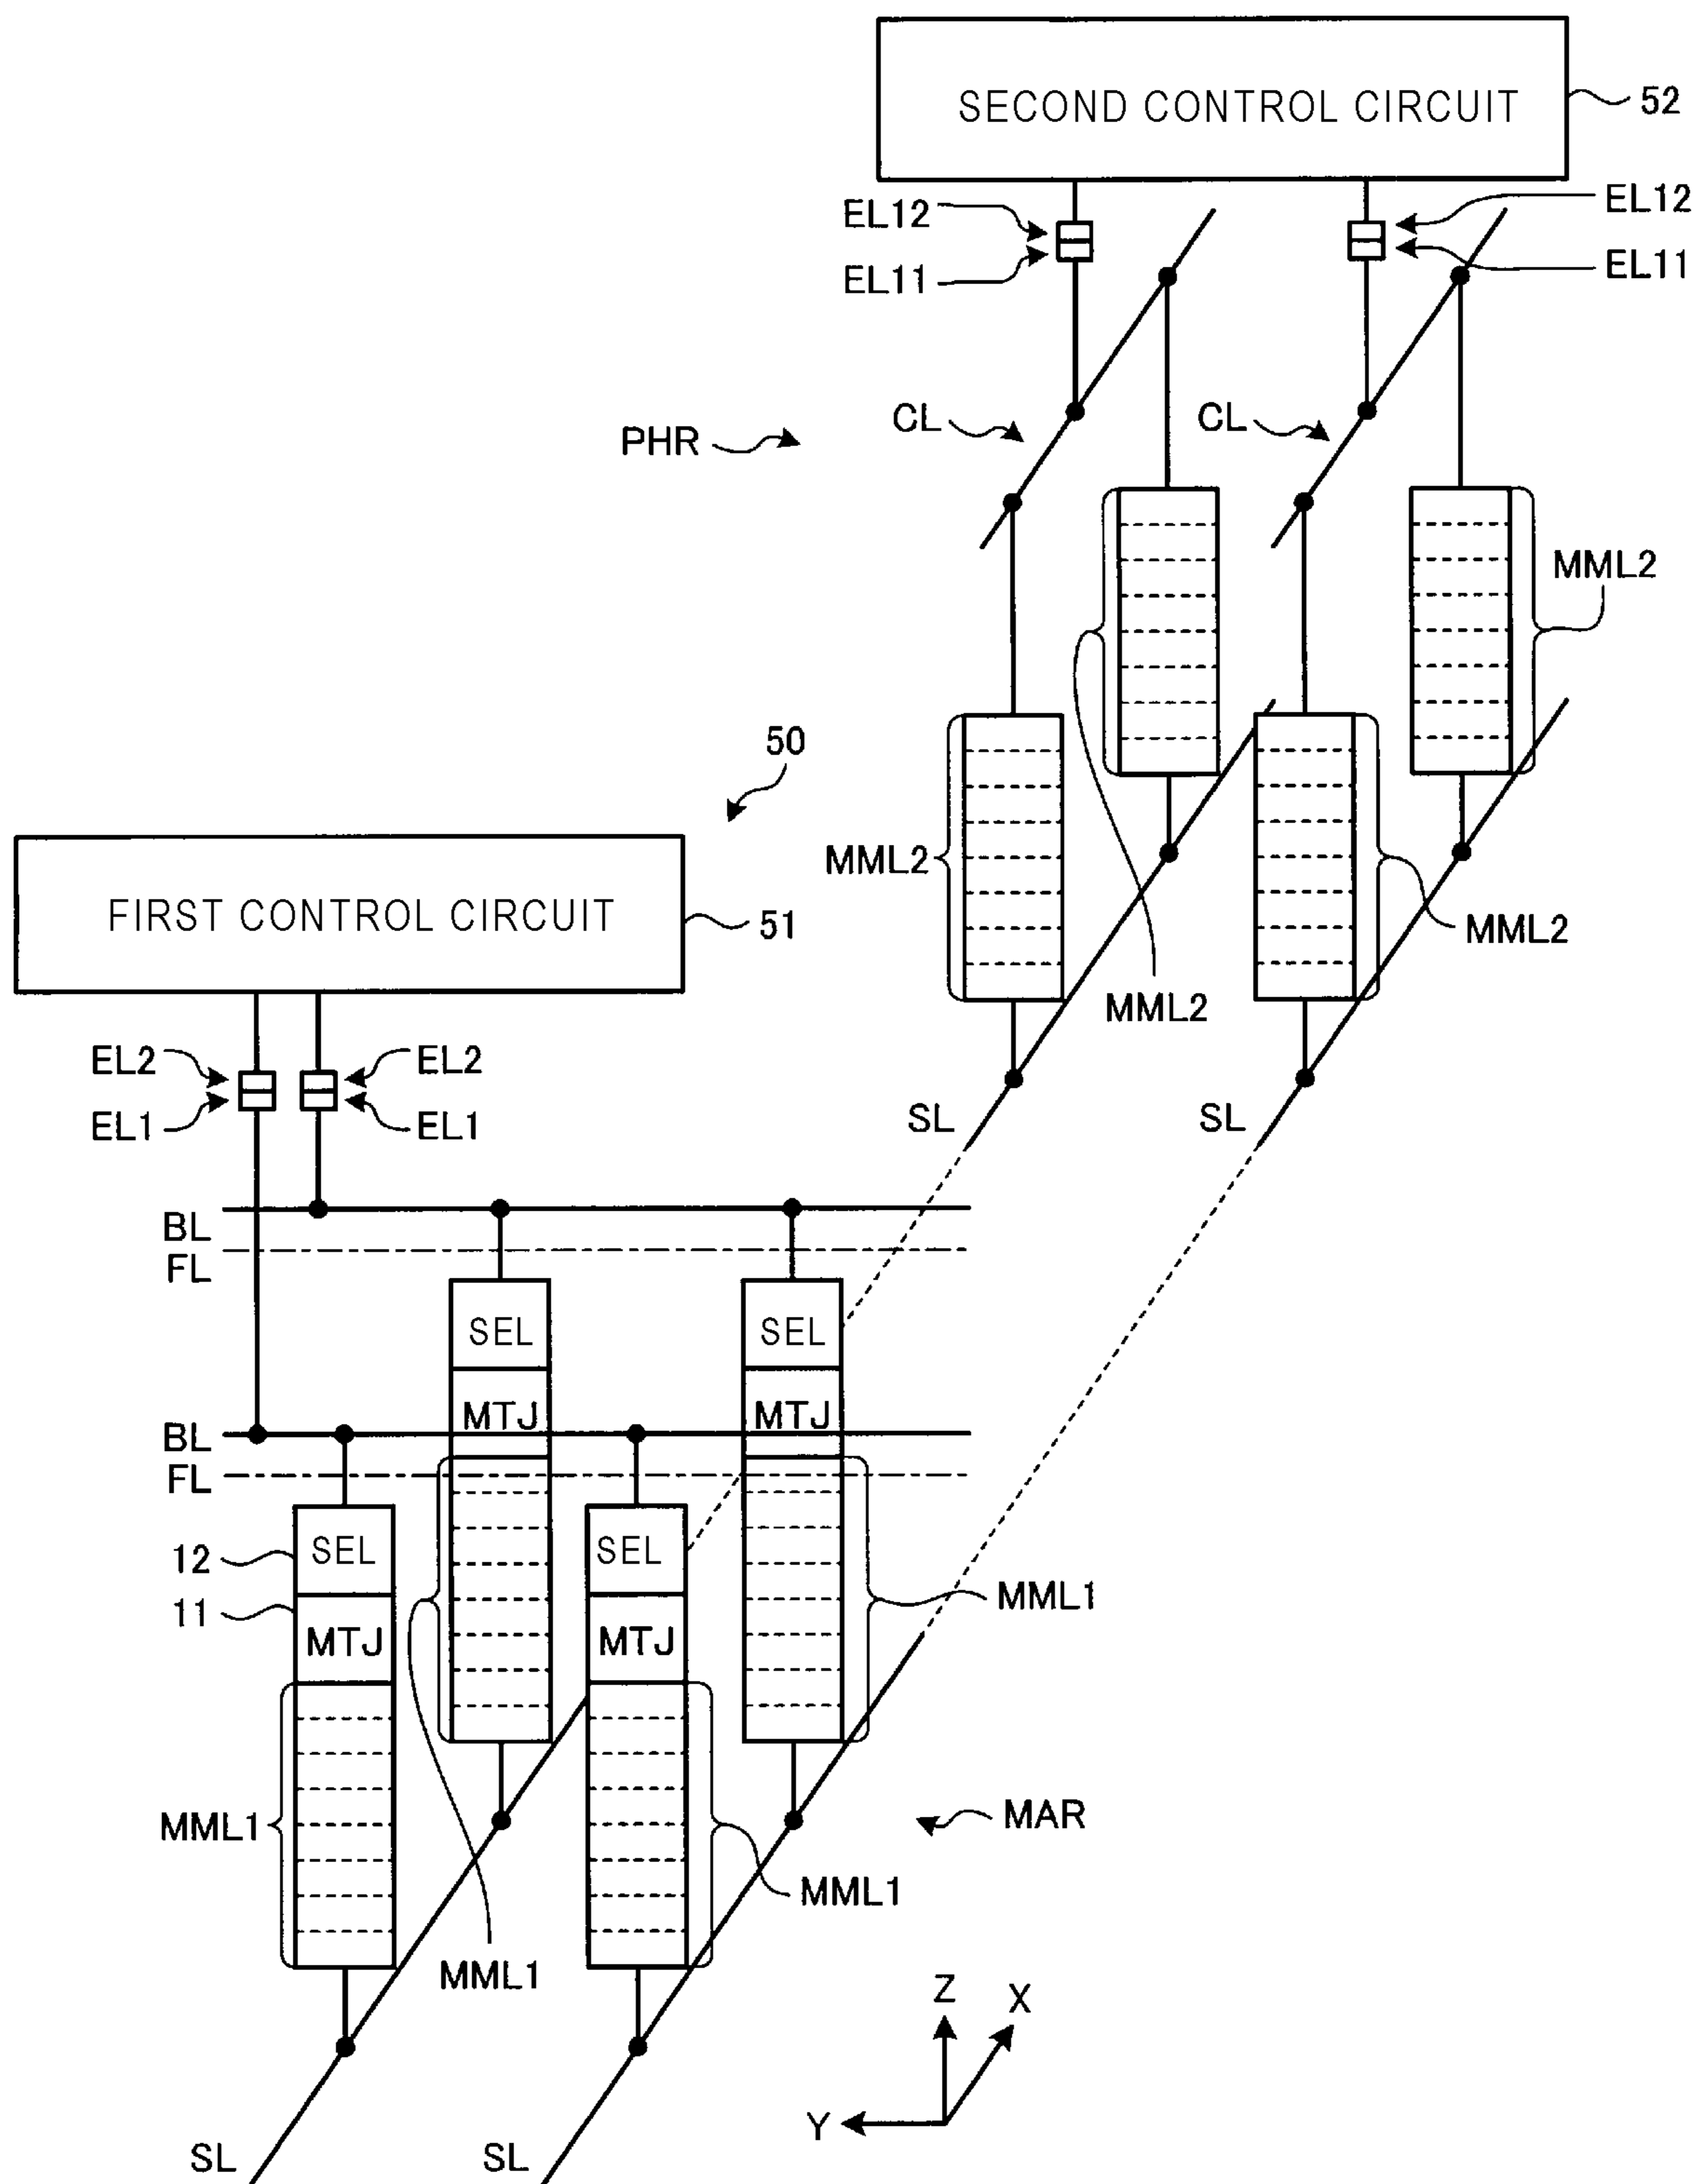 SECOND CONTROL CIRCUIT
52
EL12
EL11
EL12
EL11
CL
CL
PHR
MML2
50
MML2
FIRST CONTROL CIRCUIT
51
MML2
MML2
EL2
EL2
EL1
EL1
SL
SL
BL
FL
SEL
SEL
MTJ
MTJ
BL
FL
12
SEL
SEL
11
MTJ
MTJ
MML1
MML1
MAR
MML1
MML1
Z
X
Y
SL
SL